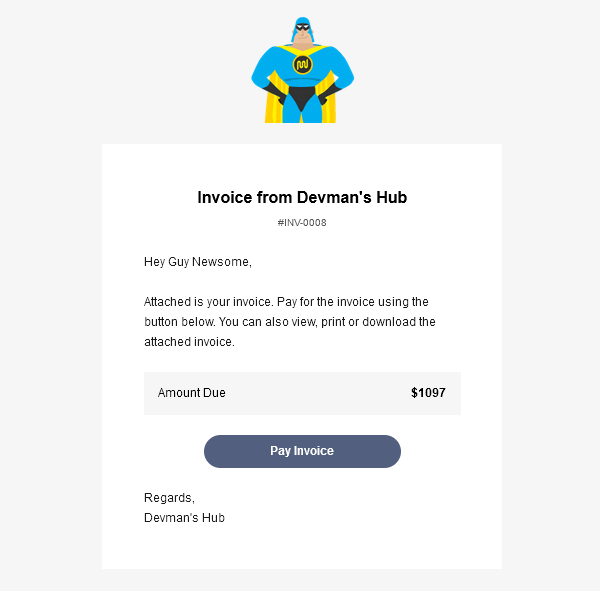 Invoice from Devman's Hub
#INV-0008
Hey Guy Newsome,
Attached is your invoice. Pay for the invoice using the
button below. You can also view, print or download the
attached invoice.
Amount Due $1097
Pay Invoice
Regards,
Devman's Hub